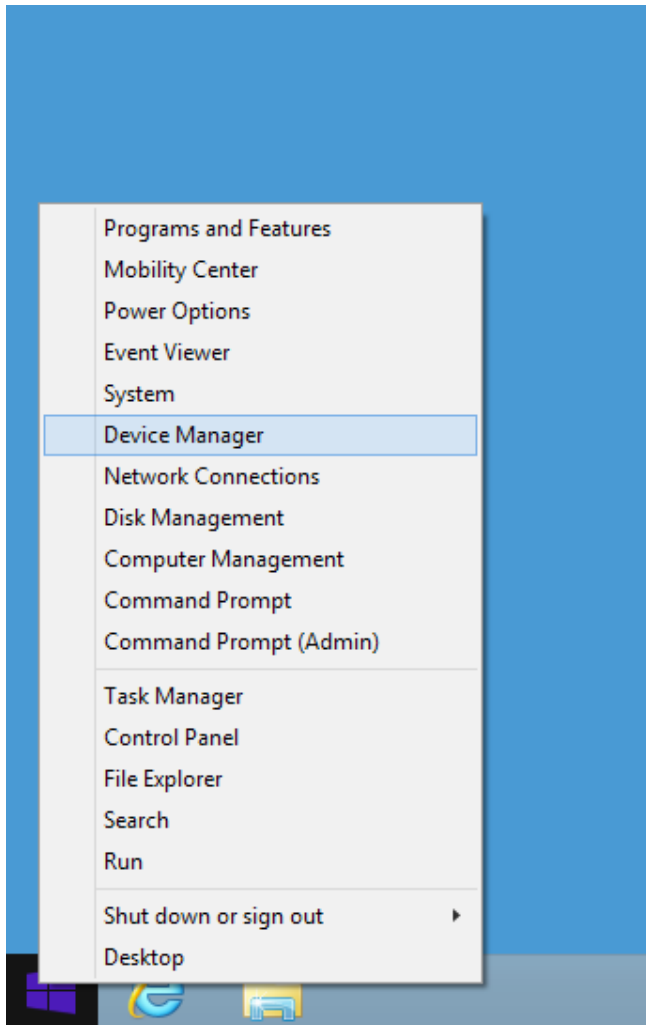 Programs and Features
Mobility Center
Power Options
Event Viewer
System
Device Manager
Network Connections
Disk Management
Computer Management
Command Prompt
Command Prompt (Admin)
Task Manager
Control Panel
File Explorer
Search
Run
Shut down or sign out
Desktop